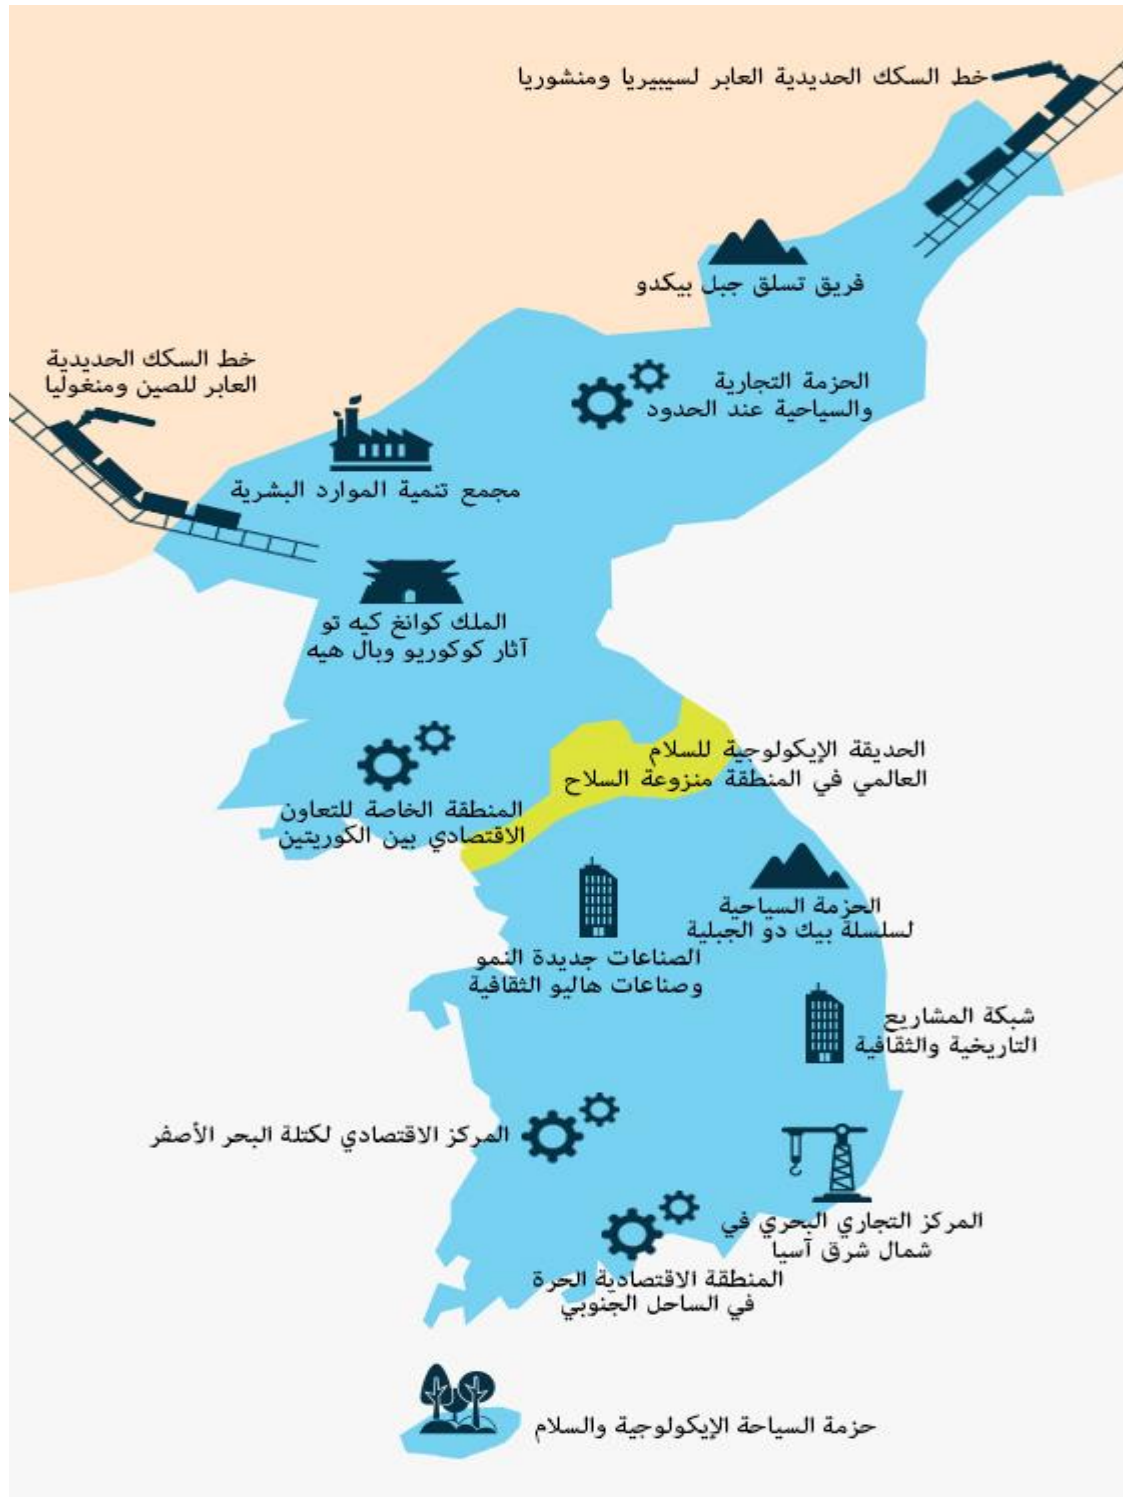 خط السكك الحديدية العابر لسيبيريا ومنشوريا
فريق تسلق جبل بيكدو
خط السكك الحديدية
العابر للصين ومنغوليا
الحزمة التجارية
والسياحية عند الحدود
مجمع تنمية الموارد البشرية
الملك كوانغ كيه تو
آثار كوكوريو وبال هيه
الحديقة الإيكولوجية للسلام
العالمي في المنطقة منزوعة السلاح
المنطقة الخاصة للتعاون
الاقتصادي بين الكوريتين
الحزمة السياحية
لسلسلة بيك دو الجبلية
الصناعات جديدة النمو
وصناعات هاليو الثقافية
شبكة المشاريع
التاريخية والثقافية
المركز الاقتصادي لكتلة البحر الأصفر
المركز التجاري البحري في
شمال شرق آسيا
المنطقة الاقتصادية الحرة
في الساحل الجنوبي
حزمة السياحة الإيكولوجية والسلام